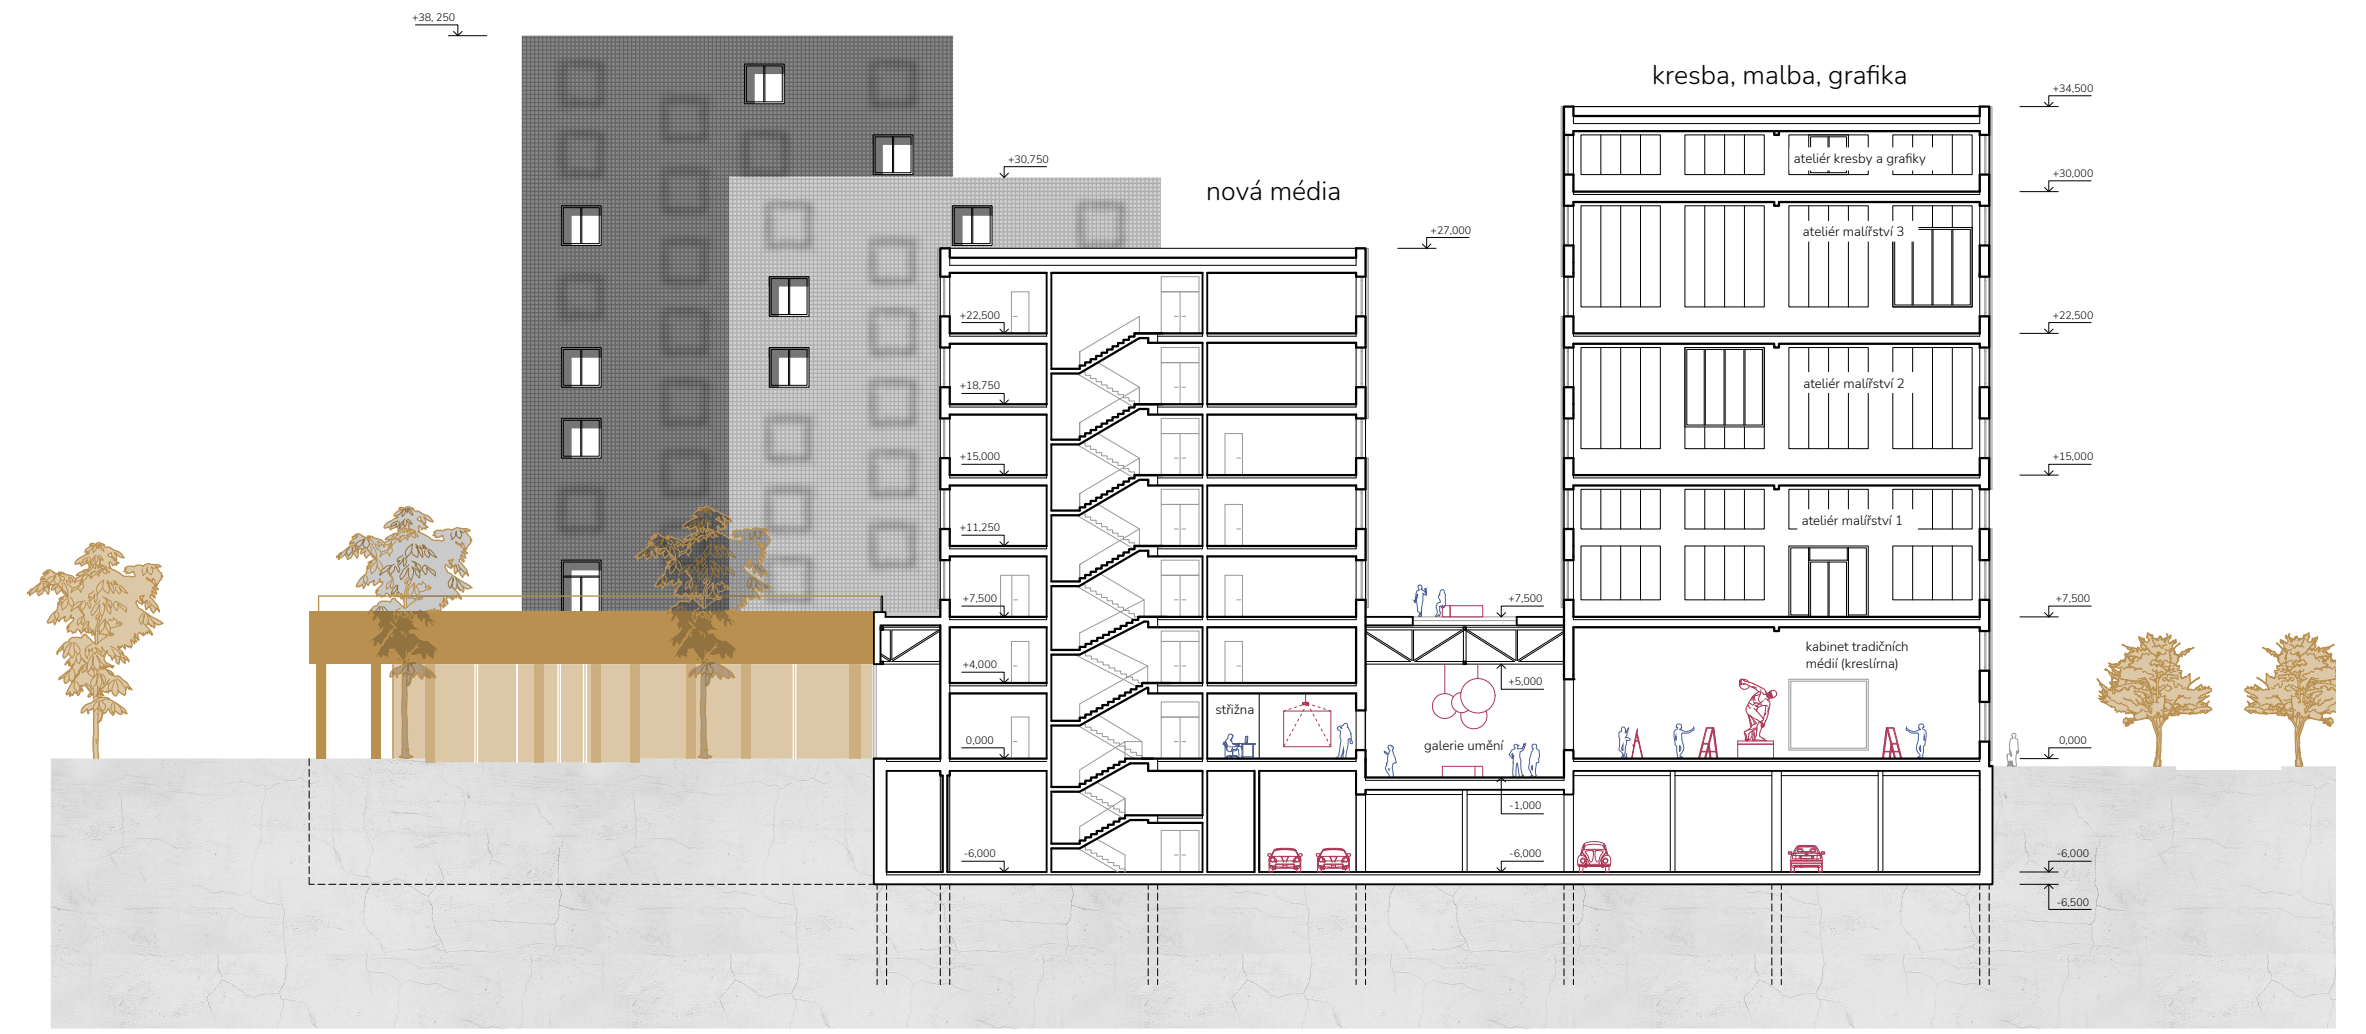 +38, 250
kresba, malba, grafika
+34,500
+30,750
ateliér kresby a grafiky
+30,000
nová média
+27,000
ateliér malířství 3
+22,500
+22,500
+18,750
ateliér malířství 2
+15,000
+15,000
+11,250
ateliér malířství 1
+7,500
+7,500
+7,500
+4,000
+5,000
kabinet tradičních
médií (kreslírna)
střižna
0,000
galerie umění
0,000
-1,000
-6,000
-6,000
-6,000
-6,500